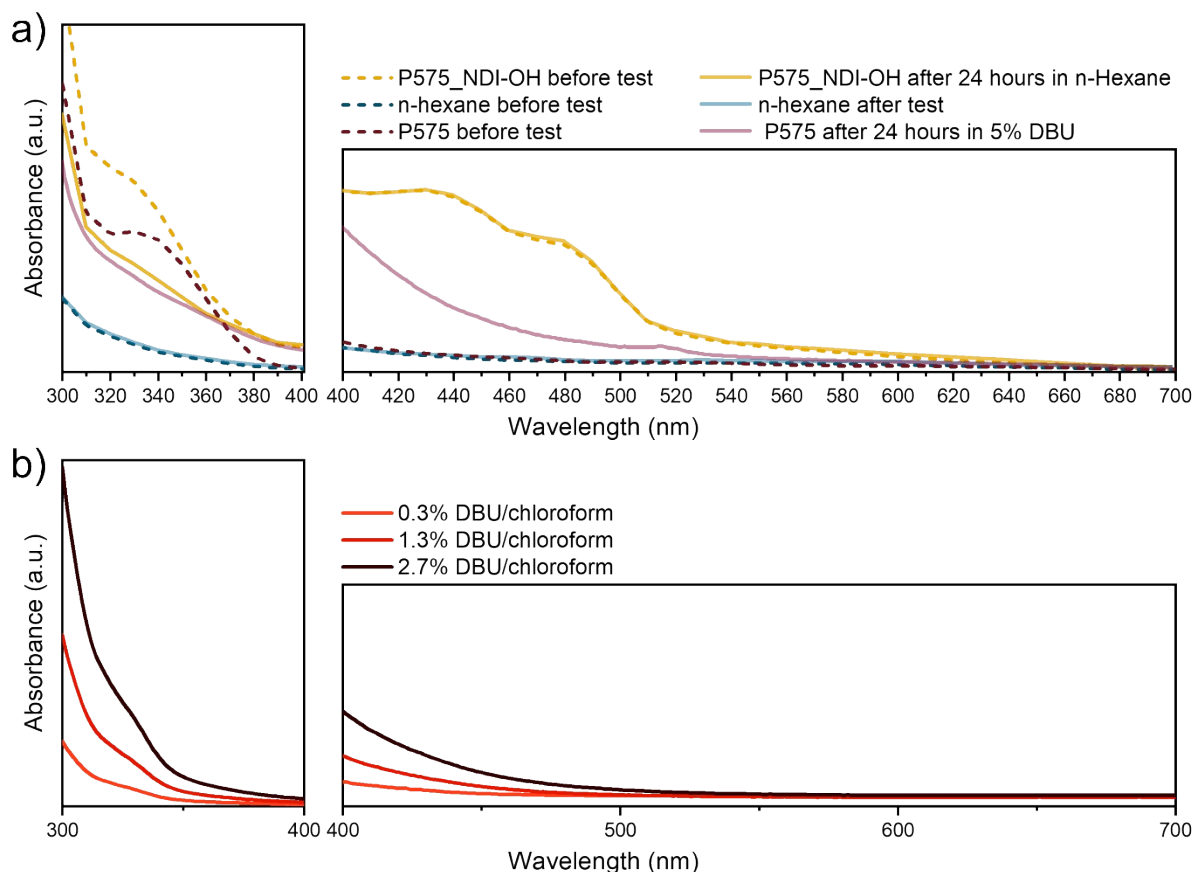 a)
P575_NDI-OH before test
n-hexane before test
P575 before test
P575_NDI-OH after 24 hours in n-Hexane
n-hexane after test
P575 after 24 hours in 5% DBU
Absorbance (a.u.)
300 320 340 360 380 400
400 420 440 460 480 500 520 540 560 580 600 620 640 660 680 700
Wavelength (nm)
b)
0.3% DBU/chloroform
1.3% DBU/chloroform
2.7% DBU/chloroform
Absorbance (a.u.)
300 400
400 500 600 700
Wavelength (nm)